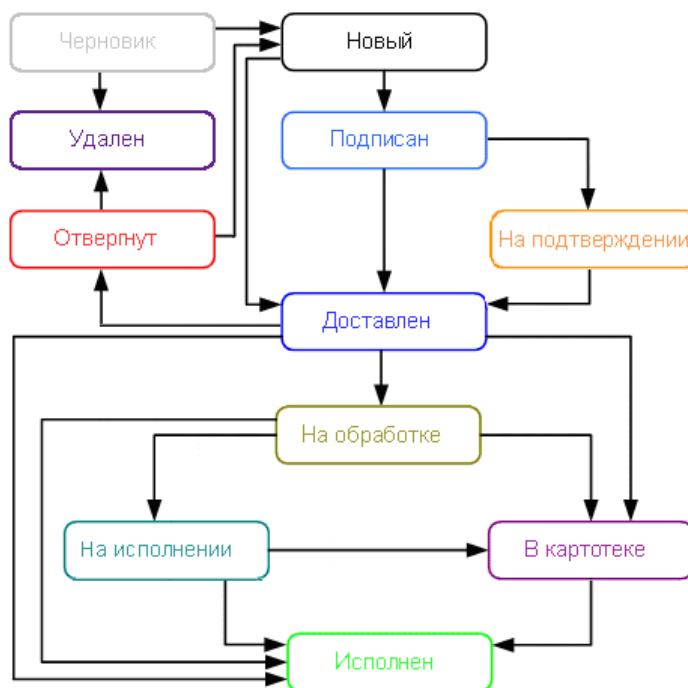 Черновик
Новый
Удален
Подписан
Отвергнут
На подтверждении
Доставлен
На обработке
На исполнении
В картотеке
Исполнен